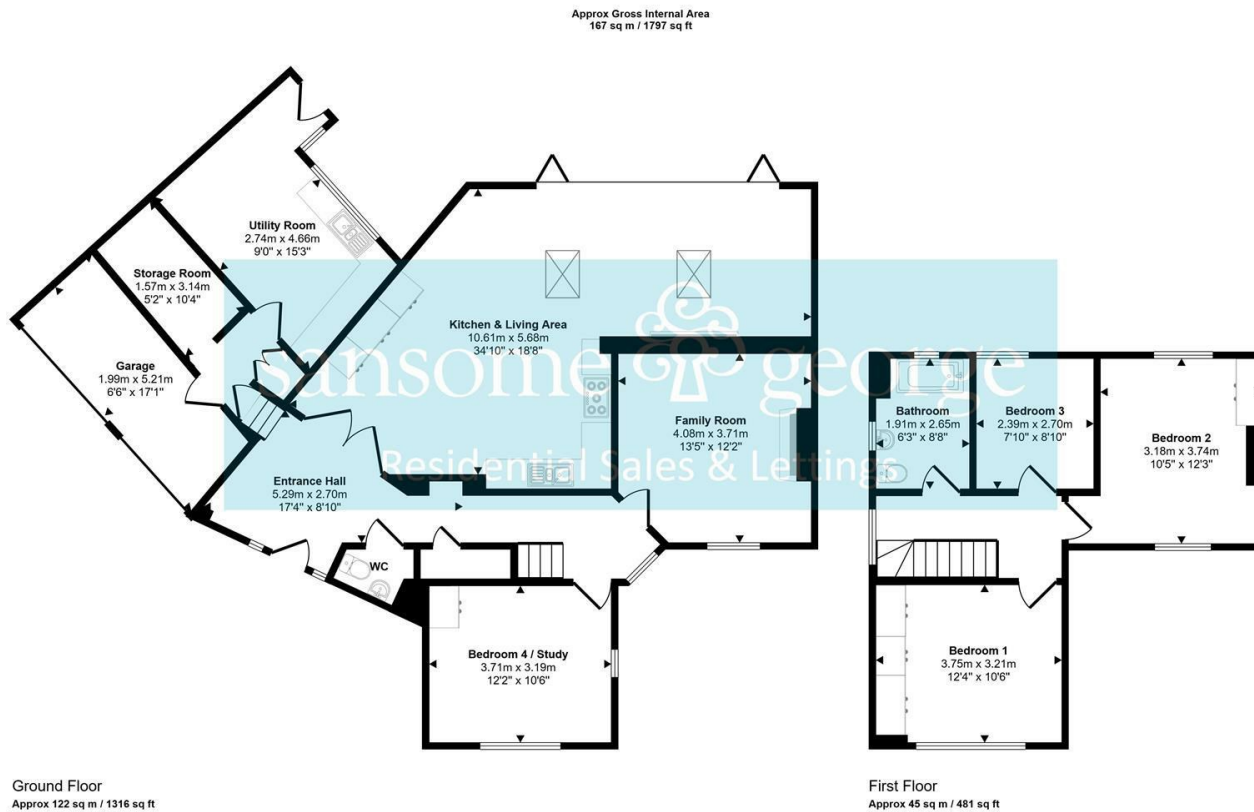 Approx Gross Internal Area
167 sq m / 1797 sq ft
Utility Room
2.74m x 4.66m
9'0" x 15'3"
Storage Room
1.57m x 3.14m
5'2" x 10'4"
Garage
1.99m x 5.21m
6'6" x 17'1"
Kitchen & Living Area
10.61m x 5.68m
34'10" x 18'8"
Family Room
4.08m x 3.71m
13'5" x 12'2"
Entrance Hall
5.29m x 2.70m
17'4" x 8'10"
WC
Bedroom 4 / Study
3.71m x 3.19m
12'2" x 10'6"
Bathroom
1.91m x 2.65m
6'3" x 8'8"
Bedroom 3
2.39m x 2.70m
7'10" x 8'10"
Bedroom 2
3.18m x 3.74m
10'5" x 12'3"
Bedroom 1
3.75m x 3.21m
12'4" x 10'6"
sansome george
Residential Sales & Lettings
Ground Floor
Approx 122 sq m / 1316 sq ft
First Floor
Approx 45 sq m / 481 sq ft